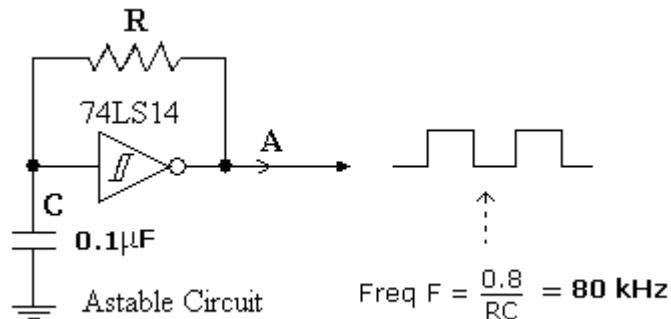 R
74LS14
A
C
0.1µF
Astable Circuit
Freq F = 0.8/RC = 80 kHz